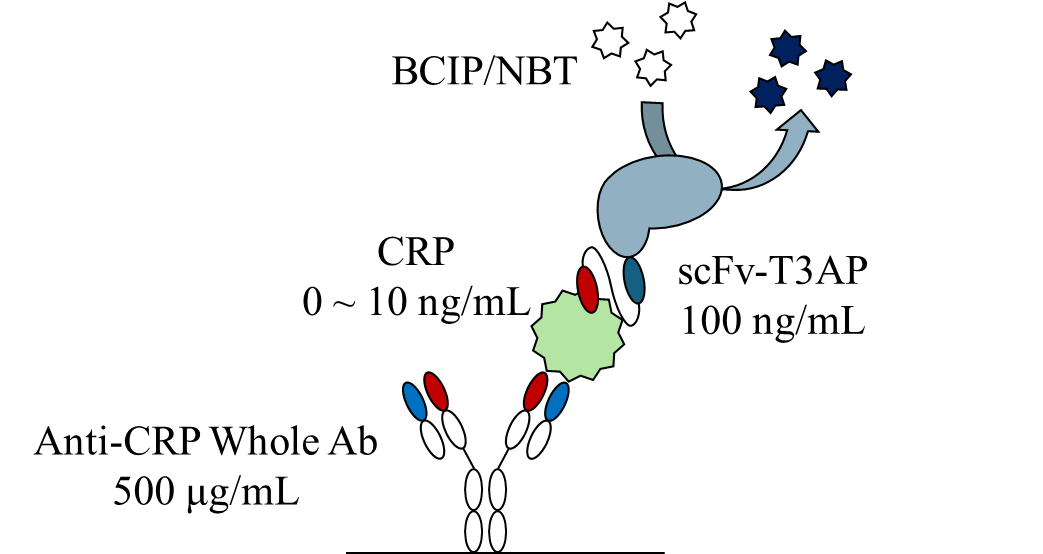 BCIP/NBT
CRP
0 ~ 10 ng/mL
scFv-T3AP
100 ng/mL
Anti-CRP Whole Ab
500 μg/mL